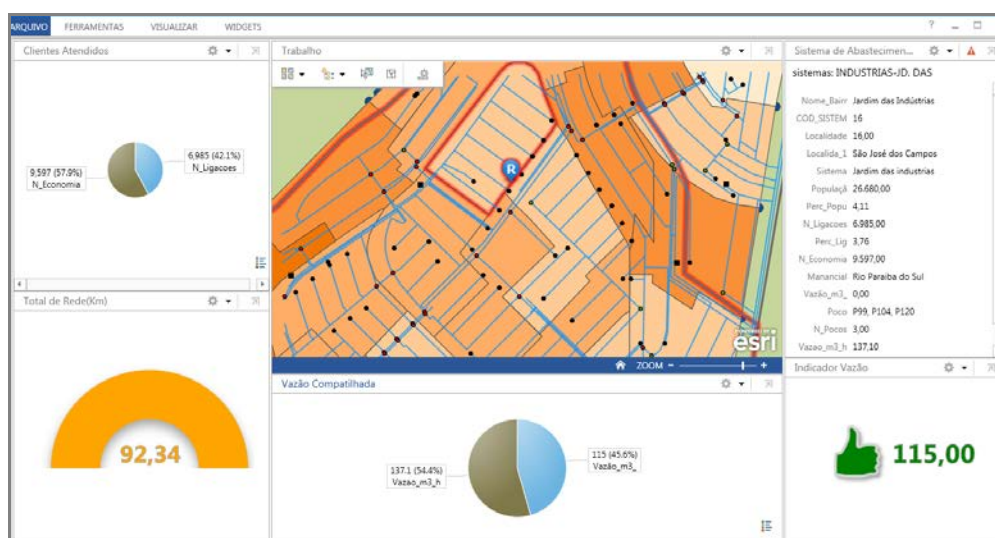 ARQUIVO FERRAMENTAS VISUALIZAR WIDGETS
Clientes Atendidos
9,597 (57.9%)
N_Economia
6,985 (42.1%)
N_Ligacoes
Total de Rede(Km)
92,34
Trabalho
R
esri
ZOOM
Vazão Compatilhada
137.1 (54.4%)
Vazao_m3_h
115 (45.6%)
Vazão_m3_
Sistema de Abastecimen...
sistemas: INDUSTRIAS-JD. DAS
Nome_Bairr Jardim das Indústrias
COD_SISTEM 16
Localidade 16,00
Localida_1 São José dos Campos
Sistema Jardim das industrias
Populaçã 26.680,00
Perc_Popu 4,11
N_Ligacoes 6.985,00
Perc_Lig 3,76
N_Economia 9.597,00
Manancial Rio Paraiba do Sul
Vazão_m3_ 0,00
Poco P99, P104, P120
N_Pocos 3,00
Vazao_m3_h 137,10
Indicador Vazão
115,00